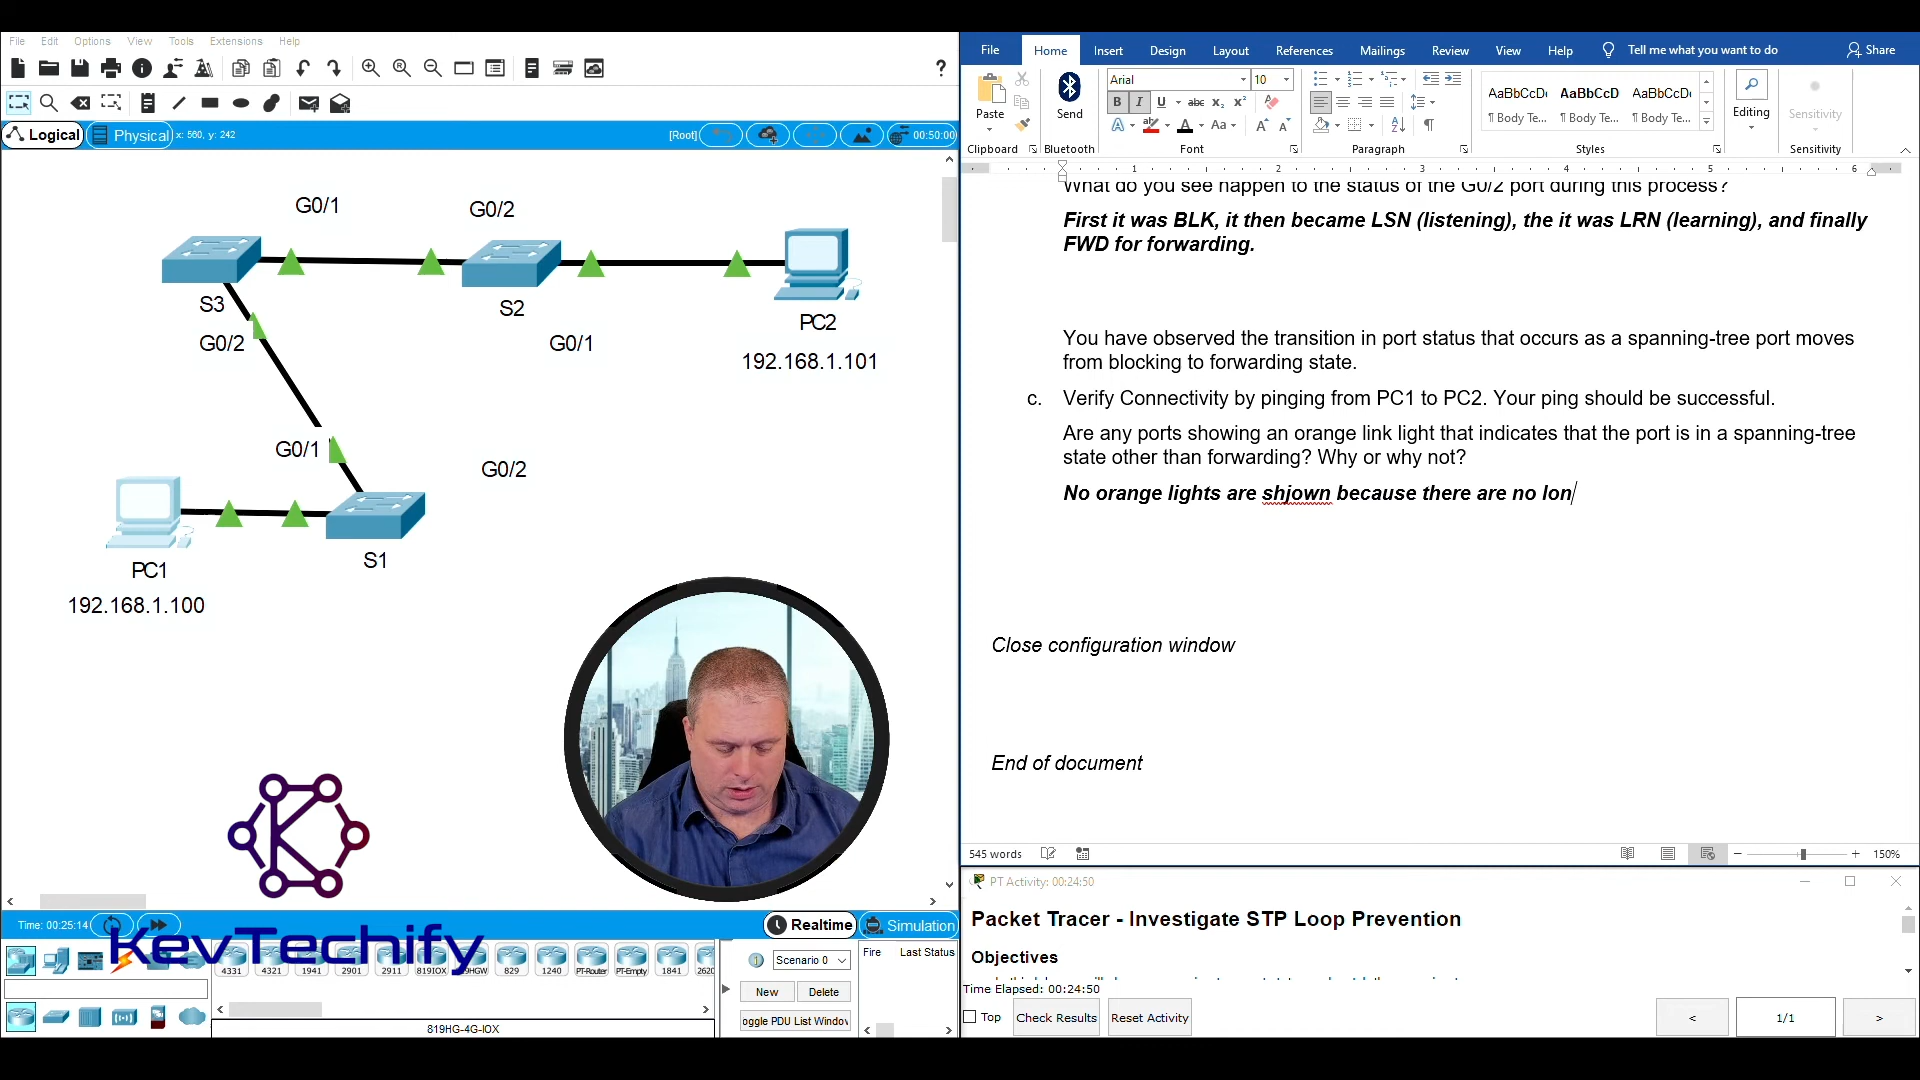 File Edit Options View Tools Extensions Help
Logical
Physical x: 560, y: 242
[Root]
00:50:00
G0/1
G0/2
S3
S2
PC2
G0/2
G0/1
192.168.1.101
G0/1
G0/2
PC1
S1
192.168.1.100
Time: 00:25:14
Realtime
Simulation
KevTechify
4331
4321
1941
2901
2911
819IOX
829
1240
PT-Router
PT-Empty
1841
2620
819HG-4G-IOX
Scenario 0
New
Delete
oggle PDU List Window
Fire
Last Status
File Home Insert Design Layout References Mailings Review View Help Tell me what you want to do Share
Arial
10
Paste
Send
Editing
Sensitivity
AaBbCcDc
AaBbCcD
AaBbCcDc
¶ Body Te...
¶ Body Te...
¶ Body Te...
Clipboard
Bluetooth
Font
Paragraph
Styles
Sensitivity
1 2 3 4 5 6
What do you see happen to the status of the G0/2 port during this process?
First it was BLK, it then became LSN (listening), the it was LRN (learning), and finally
FWD for forwarding.
You have observed the transition in port status that occurs as a spanning-tree port moves
from blocking to forwarding state.
c. Verify Connectivity by pinging from PC1 to PC2. Your ping should be successful.
Are any ports showing an orange link light that indicates that the port is in a spanning-tree
state other than forwarding? Why or why not?
No orange lights are shjown because there are no lon
Close configuration window
End of document
545 words
150%
PT Activity: 00:24:50
Packet Tracer - Investigate STP Loop Prevention
Objectives
Time Elapsed: 00:24:50
Top
Check Results
Reset Activity
<
1/1
>